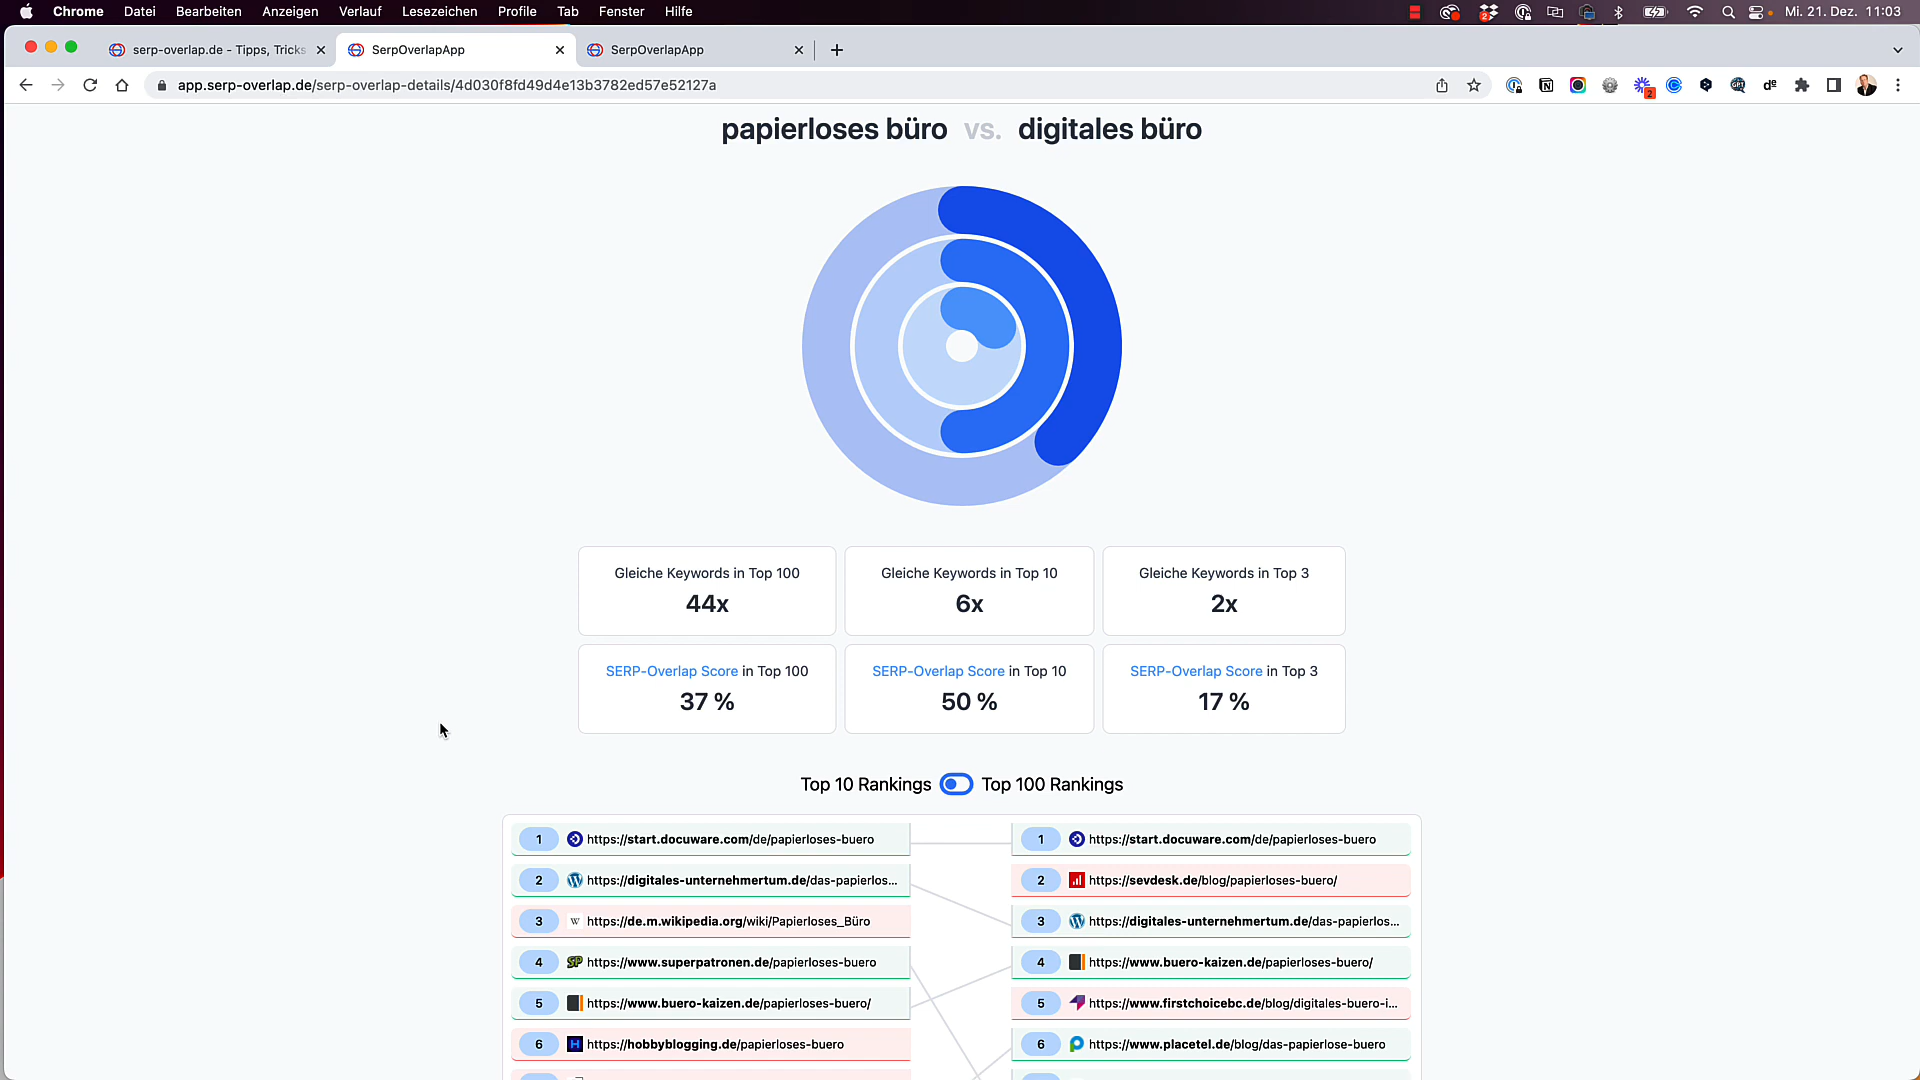 Chrome Datei Bearbeiten Anzeigen Verlauf Lesezeichen Profile Tab Fenster Hilfe
Mi. 21. Dez. 11:03
serp-overlap.de - Tipps, Tricks
SerpOverlapApp
SerpOverlapApp
app.serp-overlap.de/serp-overlap-details/4d030f8fd49d4e13b3782ed57e52127a
papierloses büro vs. digitales büro
Gleiche Keywords in Top 100
44x
Gleiche Keywords in Top 10
6x
Gleiche Keywords in Top 3
2x
SERP-Overlap Score in Top 100
37 %
SERP-Overlap Score in Top 10
50 %
SERP-Overlap Score in Top 3
17 %
Top 10 Rankings Top 100 Rankings
1 https://start.docuware.com/de/papierloses-buero
1 https://start.docuware.com/de/papierloses-buero
2 https://digitales-unternehmertum.de/das-papierlos...
2 https://sevdesk.de/blog/papierloses-buero/
3 https://de.m.wikipedia.org/wiki/Papierloses_Büro
3 https://digitales-unternehmertum.de/das-papierlos...
4 https://www.superpatronen.de/papierloses-buero
4 https://www.buero-kaizen.de/papierloses-buero/
5 https://www.buero-kaizen.de/papierloses-buero/
5 https://www.firstchoicebc.de/blog/digitales-buero-i...
6 https://hobbyblogging.de/papierloses-buero
6 https://www.placetel.de/blog/das-papierlose-buero